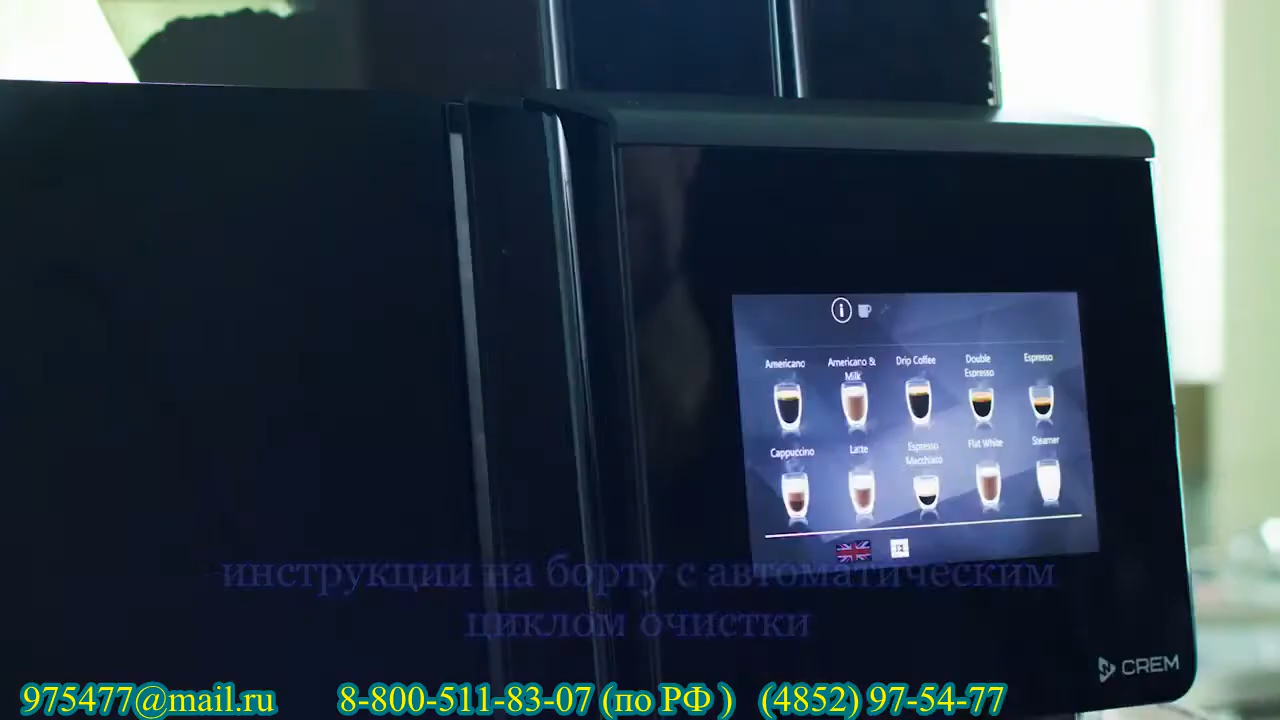 Americano
Americano & Milk
Drip Coffee
Double Espresso
Espresso
Cappuccino
Latte
Espresso Macchiato
Flat White
Steamer
инструкции на борту с автоматическим
циклом очистки
CREM
975477@mail.ru 8-800-511-83-07 (по РФ ) (4852) 97-54-77